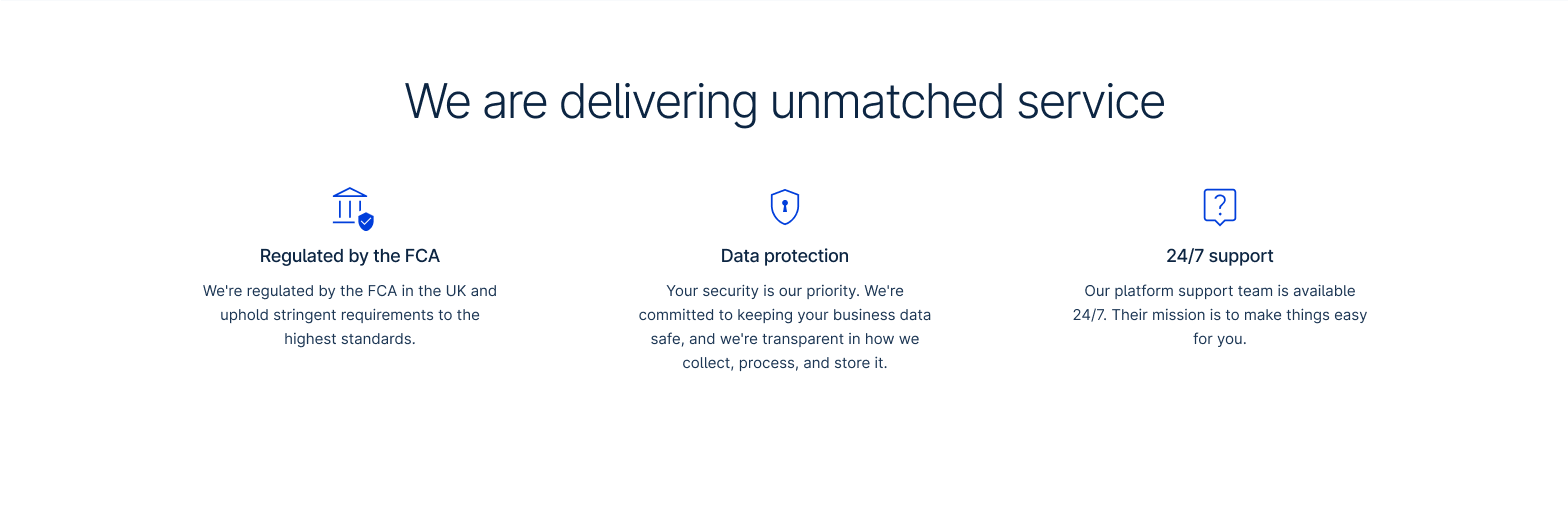 We are delivering unmatched service
Regulated by the FCA
We're regulated by the FCA in the UK and
uphold stringent requirements to the
highest standards.
Data protection
Your security is our priority. We're
committed to keeping your business data
safe, and we're transparent in how we
collect, process, and store it.
24/7 support
Our platform support team is available
24/7. Their mission is to make things easy
for you.